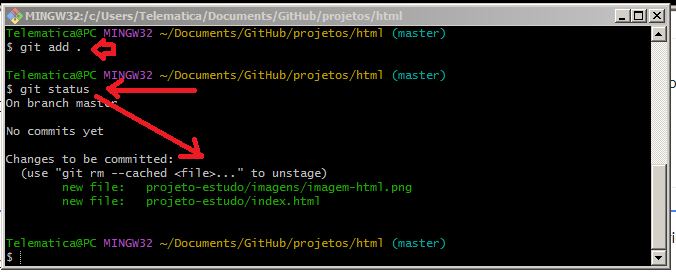 MINGW32:/c/Users/Telematica/Documents/GitHub/projetos/html
Telematica@PC MINGW32 ~/Documents/GitHub/projetos/html (master)
$ git add .
Telematica@PC MINGW32 ~/Documents/GitHub/projetos/html (master)
$ git status
On branch master
No commits yet
Changes to be committed:
(use "git rm --cached <file>..." to unstage)
new file: projeto-estudo/imagens/imagem-html.png
new file: projeto-estudo/index.html
Telematica@PC MINGW32 ~/Documents/GitHub/projetos/html (master)
$